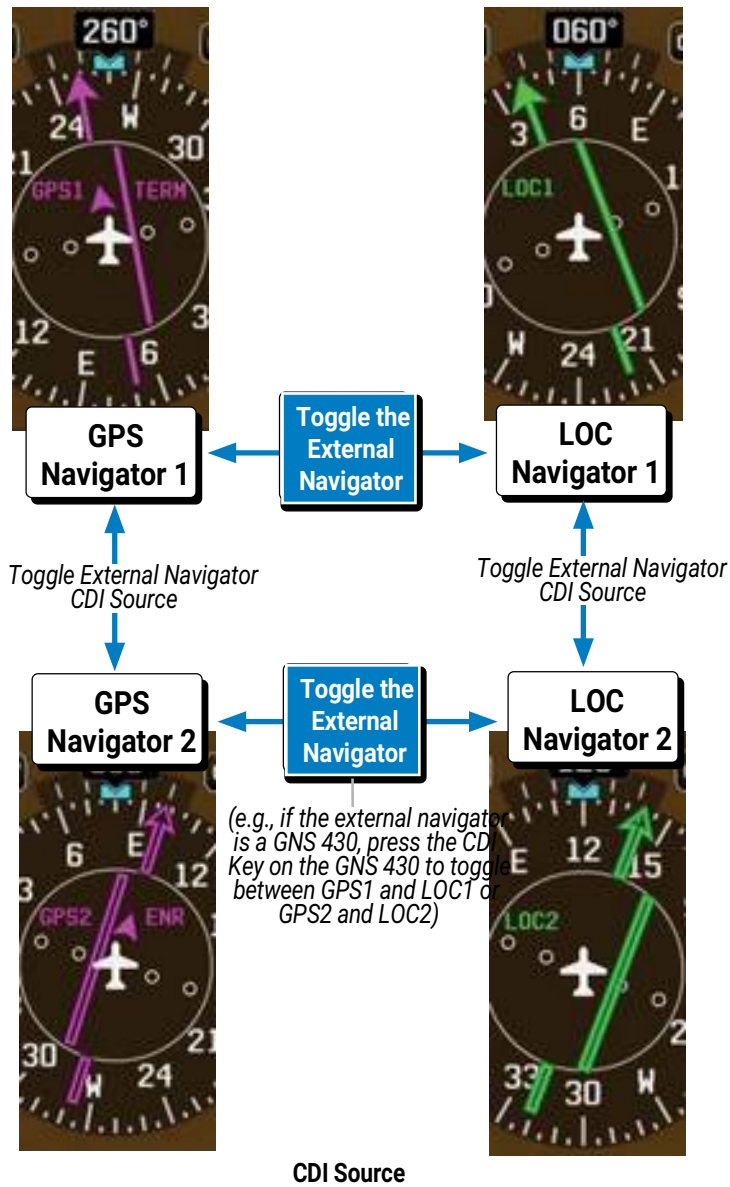 260°
24
W
30
21
GPS1
TERM
12
E
6
3
060°
3
6
E
1
LOC1
W
24
21
GPS
Navigator 1
Toggle the
External
Navigator
LOC
Navigator 1
Toggle External Navigator
CDI Source
Toggle External Navigator
CDI Source
GPS
Navigator 2
Toggle the
External
Navigator
LOC
Navigator 2
(e.g., if the external navigator
is a GNS 430, press the CDI
Key on the GNS 430 to toggle
between GPS1 and LOC1 or
GPS2 and LOC2)
3
6
E
12
GPS2
ENR
30
W
24
21
E
12
15
LOC2
33
30
W
2
CDI Source